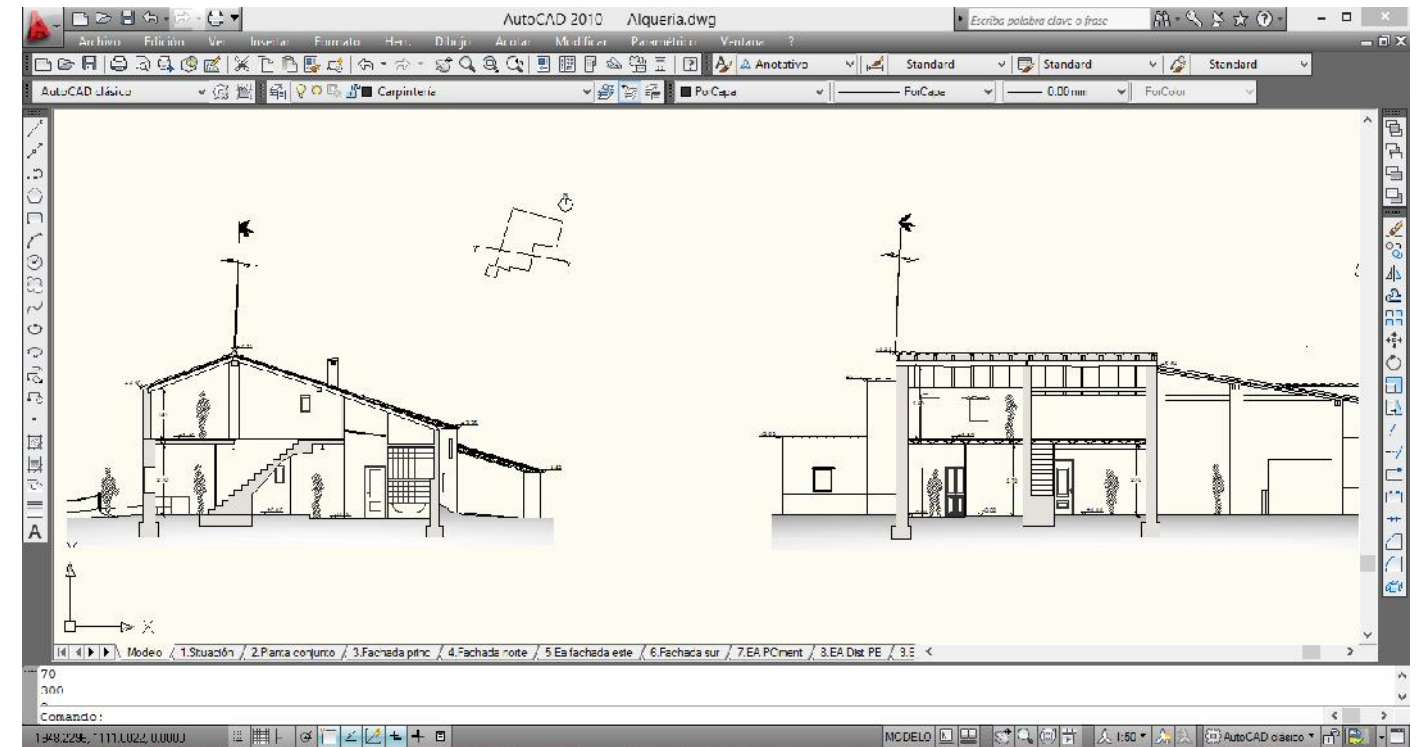 AutoCAD 2010 Alqueria.dwg
Escriba palabra clave o frase
Archivo Edición Ver Insertar Formato Herr. Dibujo Acotar Modificar Paramétrico Ventana ?
Anotativo Standard Standard Standard
AutoCAD clásico Carpintería PorCapa PorCapa 0.00 mm PorColor
X
Modelo 1.Situación 2.Planta conjunto 3.Fachada princ 4.Fachada norte 5.Ea fachada este 6.Fachada sur 7.EA PCment 8.EA Dist PE
70
300
Comando:
MODELO 1:50 AutoCAD clásico